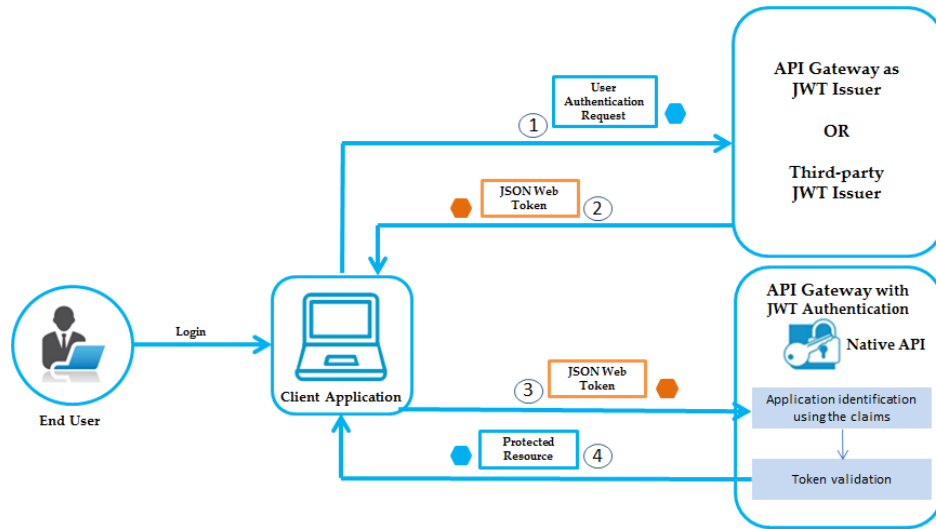 User
Authentication
Request
1
API Gateway as
JWT Issuer
OR
Third-party
JWT Issuer
JSON Web
Token
2
Login
End User
Client Application
API Gateway with
JWT Authentication
Native API
3
JSON Web
Token
Application identification
using the claims
Protected
Resource
4
Token validation